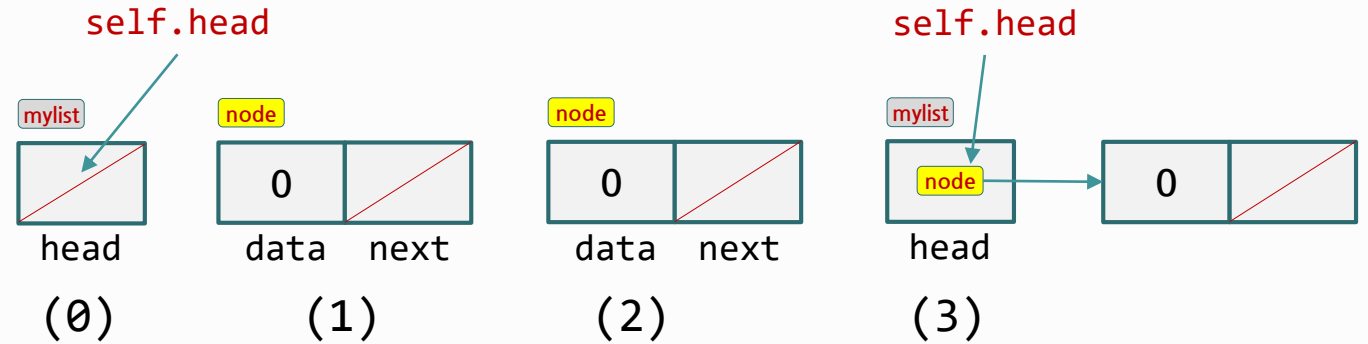 self.head self.head
mylist node node mylist
0 0 node 0
head data next data next head
(0) (1) (2) (3)